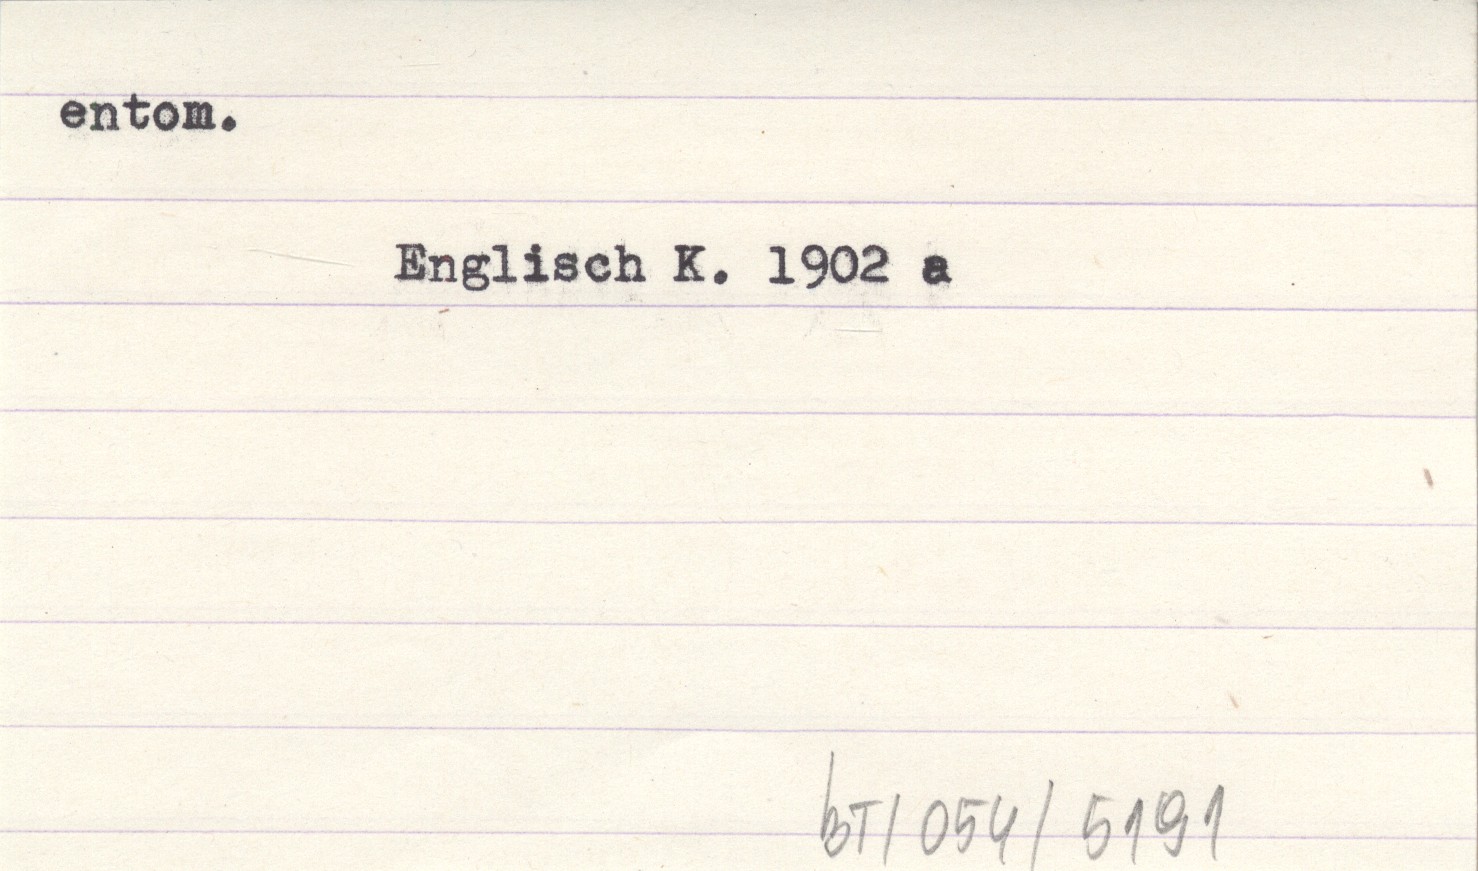 entom.
Englisch K. 1902 a
bT/054/5191